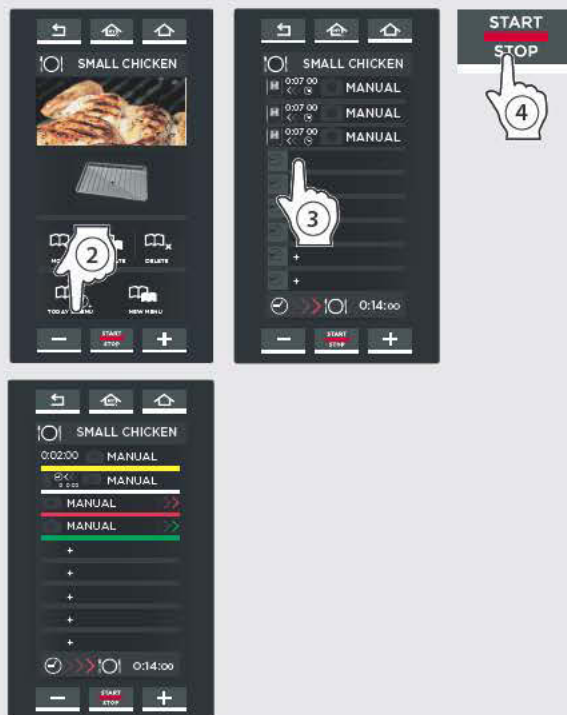 SMALL CHICKEN
2
DELETE
NEW MENU
START
STOP
SMALL CHICKEN
0:07 00 MANUAL
0:07 00 MANUAL
0:07 00 MANUAL
3
+
+
0:14:00
START
STOP
START
STOP
4
SMALL CHICKEN
0:02:00 MANUAL
MANUAL
MANUAL
MANUAL
+
+
+
+
+
0:14:00
START
STOP